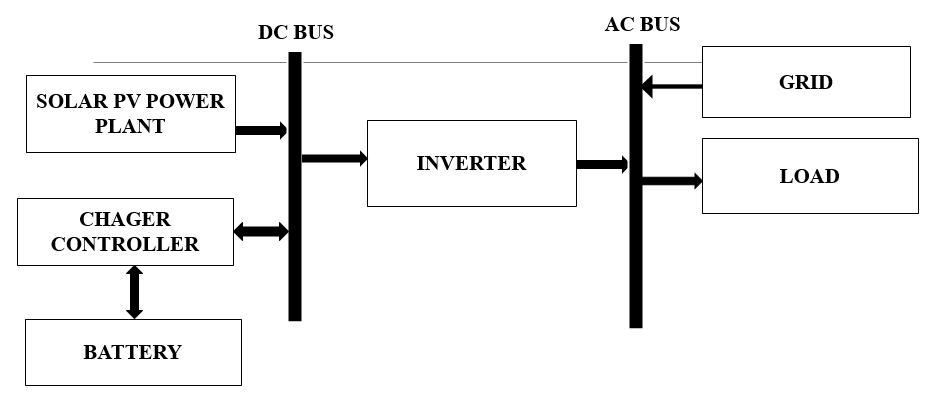 DC BUS
AC BUS
SOLAR PV POWER
PLANT
GRID
INVERTER
LOAD
CHAGER
CONTROLLER
BATTERY